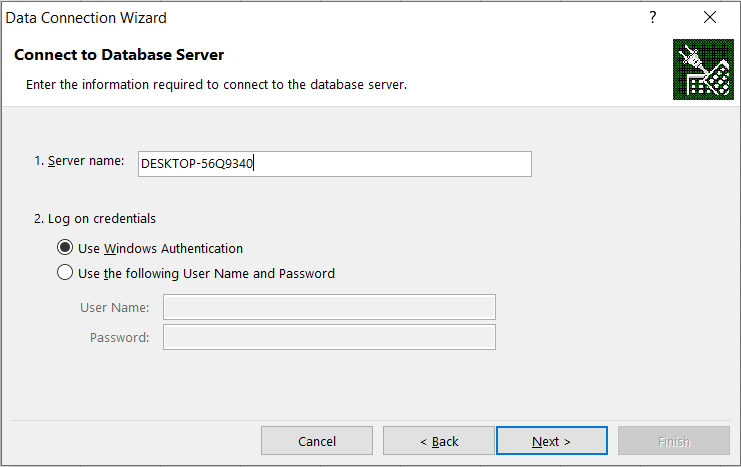 Data Connection Wizard ?
Connect to Database Server
Enter the information required to connect to the database server.
1. Server name: DESKTOP-56Q9340
2. Log on credentials
Use Windows Authentication
Use the following User Name and Password
User Name:
Password:
Cancel < Back Next > Finish